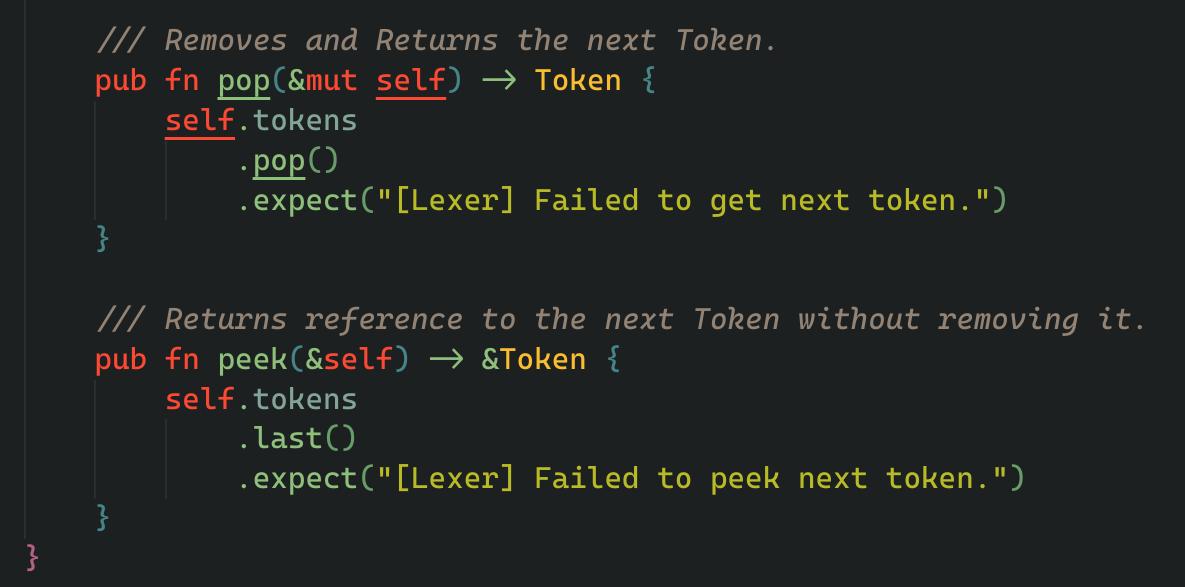 /// Removes and Returns the next Token.
pub fn pop(&mut self) -> Token {
self.tokens
.pop()
.expect("[Lexer] Failed to get next token.")
}
/// Returns reference to the next Token without removing it.
pub fn peek(&self) -> &Token {
self.tokens
.last()
.expect("[Lexer] Failed to peek next token.")
}
}